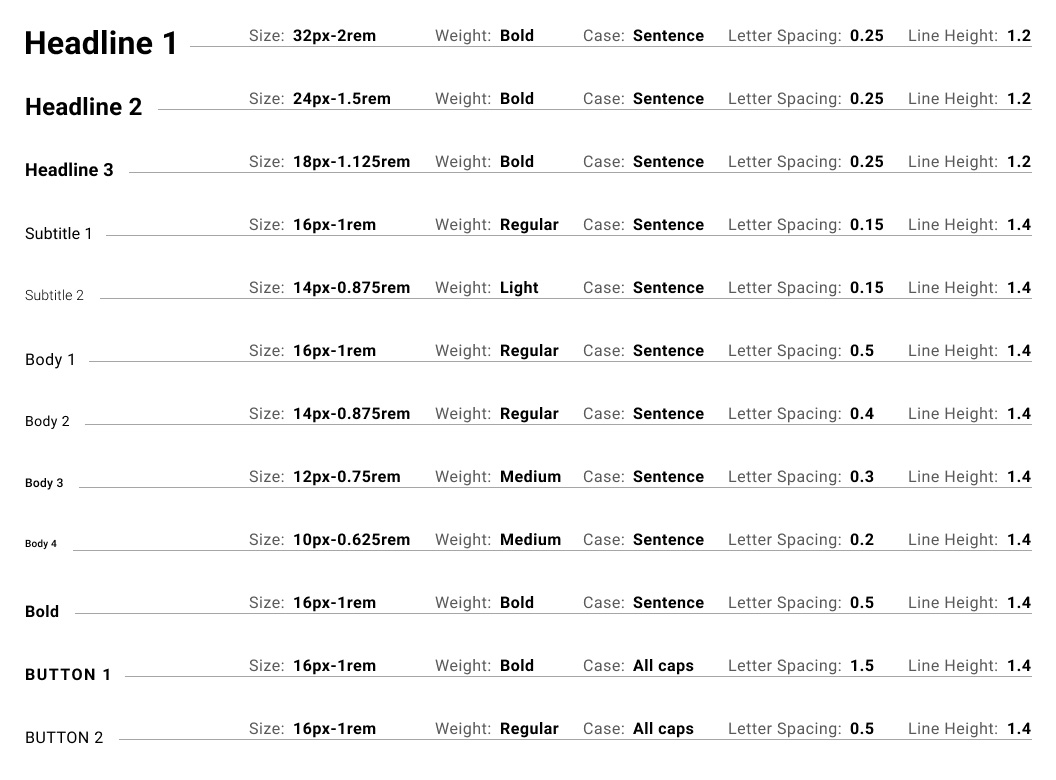 Headline 1 Size: 32px-2rem Weight: Bold Case: Sentence Letter Spacing: 0.25 Line Height: 1.2
Headline 2 Size: 24px-1.5rem Weight: Bold Case: Sentence Letter Spacing: 0.25 Line Height: 1.2
Headline 3 Size: 18px-1.125rem Weight: Bold Case: Sentence Letter Spacing: 0.25 Line Height: 1.2
Subtitle 1 Size: 16px-1rem Weight: Regular Case: Sentence Letter Spacing: 0.15 Line Height: 1.4
Subtitle 2 Size: 14px-0.875rem Weight: Light Case: Sentence Letter Spacing: 0.15 Line Height: 1.4
Body 1 Size: 16px-1rem Weight: Regular Case: Sentence Letter Spacing: 0.5 Line Height: 1.4
Body 2 Size: 14px-0.875rem Weight: Regular Case: Sentence Letter Spacing: 0.4 Line Height: 1.4
Body 3 Size: 12px-0.75rem Weight: Medium Case: Sentence Letter Spacing: 0.3 Line Height: 1.4
Body 4 Size: 10px-0.625rem Weight: Medium Case: Sentence Letter Spacing: 0.2 Line Height: 1.4
Bold Size: 16px-1rem Weight: Bold Case: Sentence Letter Spacing: 0.5 Line Height: 1.4
BUTTON 1 Size: 16px-1rem Weight: Bold Case: All caps Letter Spacing: 1.5 Line Height: 1.4
BUTTON 2 Size: 16px-1rem Weight: Regular Case: All caps Letter Spacing: 0.5 Line Height: 1.4